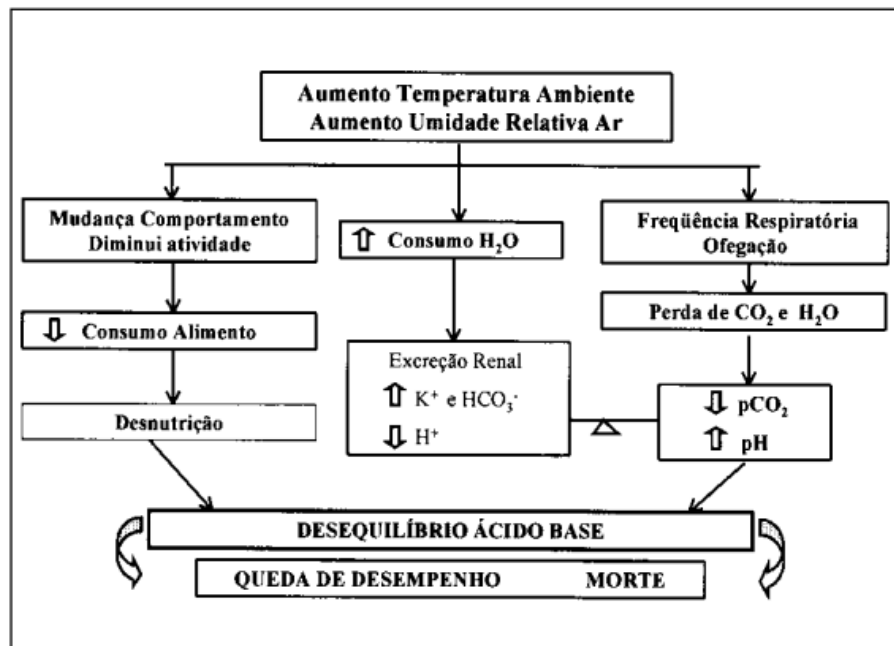 Aumento Temperatura Ambiente
Aumento Umidade Relativa Ar
Mudança Comportamento
Diminui atividade
⇧ Consumo H₂O
Freqüência Respiratória
Ofegação
⇩ Consumo Alimento
Perda de CO₂ e H₂O
Desnutrição
Excreção Renal
⇧ K⁺ e HCO₃⁻
⇩ H⁺
⇩ pCO₂
⇧ pH
DESEQUILÍBRIO ÁCIDO BASE
QUEDA DE DESEMPENHO MORTE